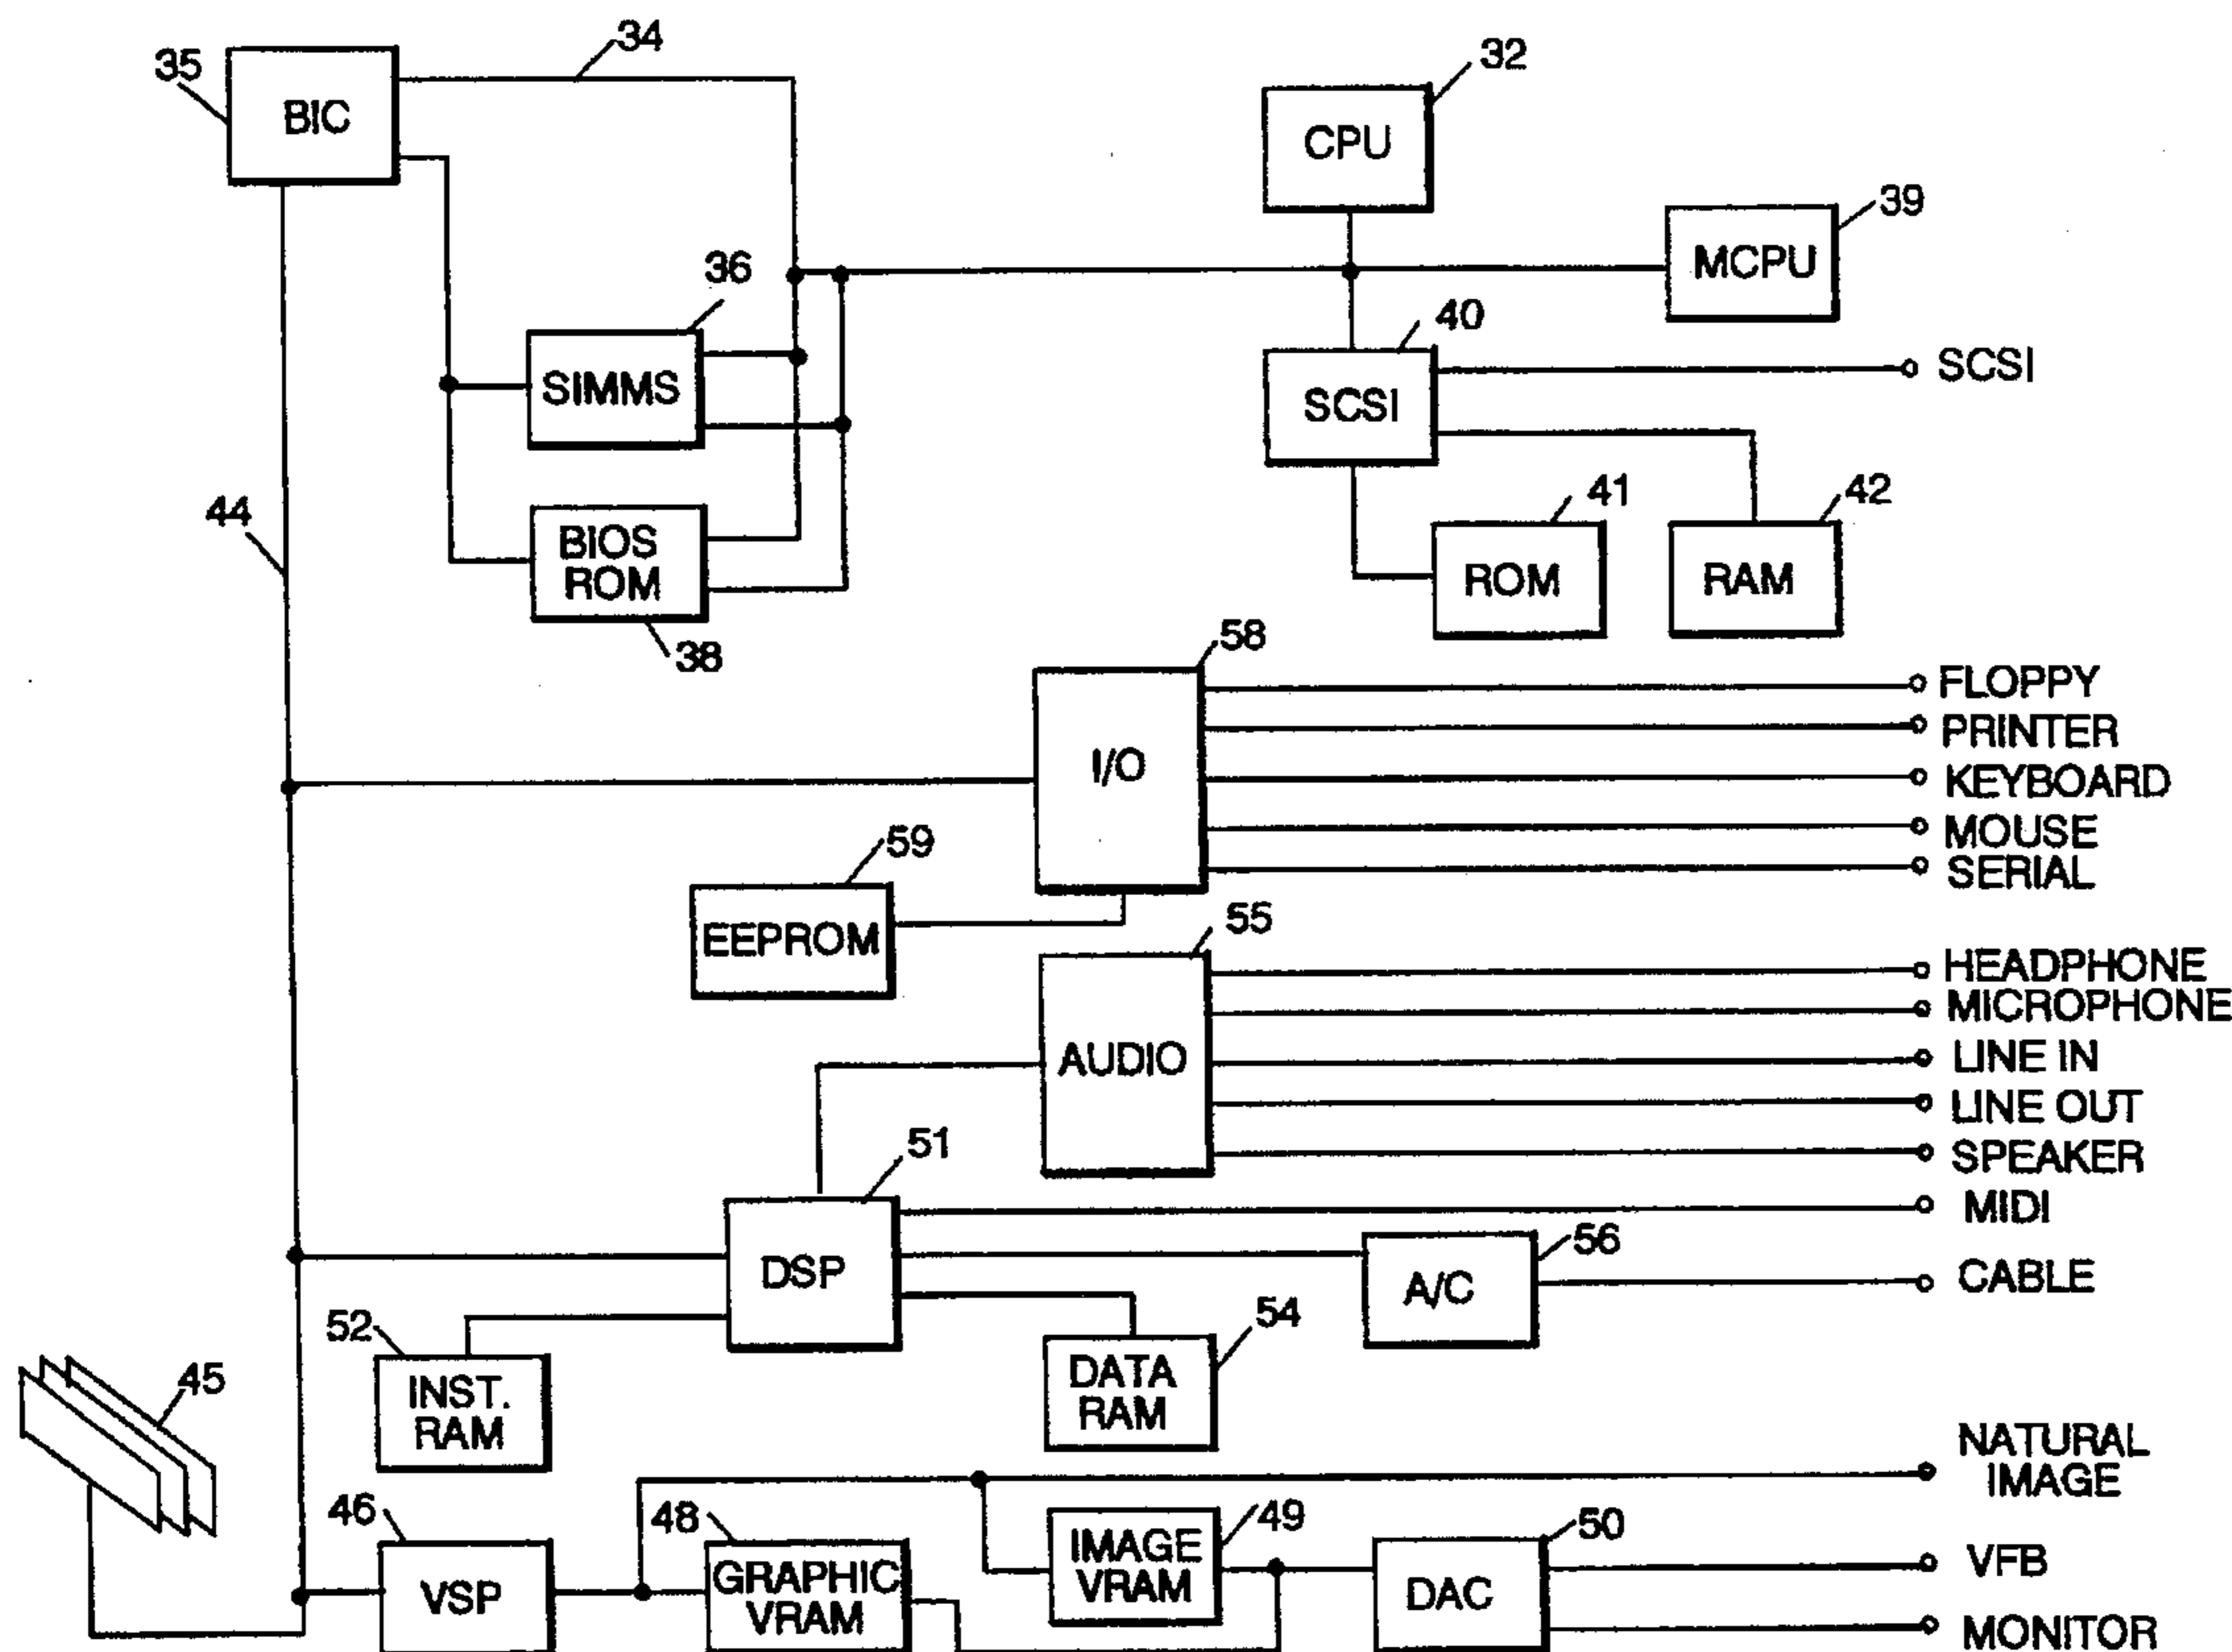 34
35
BIC
32
CPU
39
MCPU
36
SIMMS
40
SCSI
SCSI
44
BIOS
ROM
38
41
ROM
42
RAM
58
I/O
FLOPPY
PRINTER
KEYBOARD
MOUSE
SERIAL
59
EEPROM
55
AUDIO
HEADPHONE
MICROPHONE
LINE IN
LINE OUT
SPEAKER
51
DSP
MIDI
56
A/C
CABLE
52
INST.
RAM
54
DATA
RAM
45
NATURAL
IMAGE
46
VSP
48
GRAPHIC
VRAM
49
IMAGE
VRAM
50
DAC
VFB
MONITOR